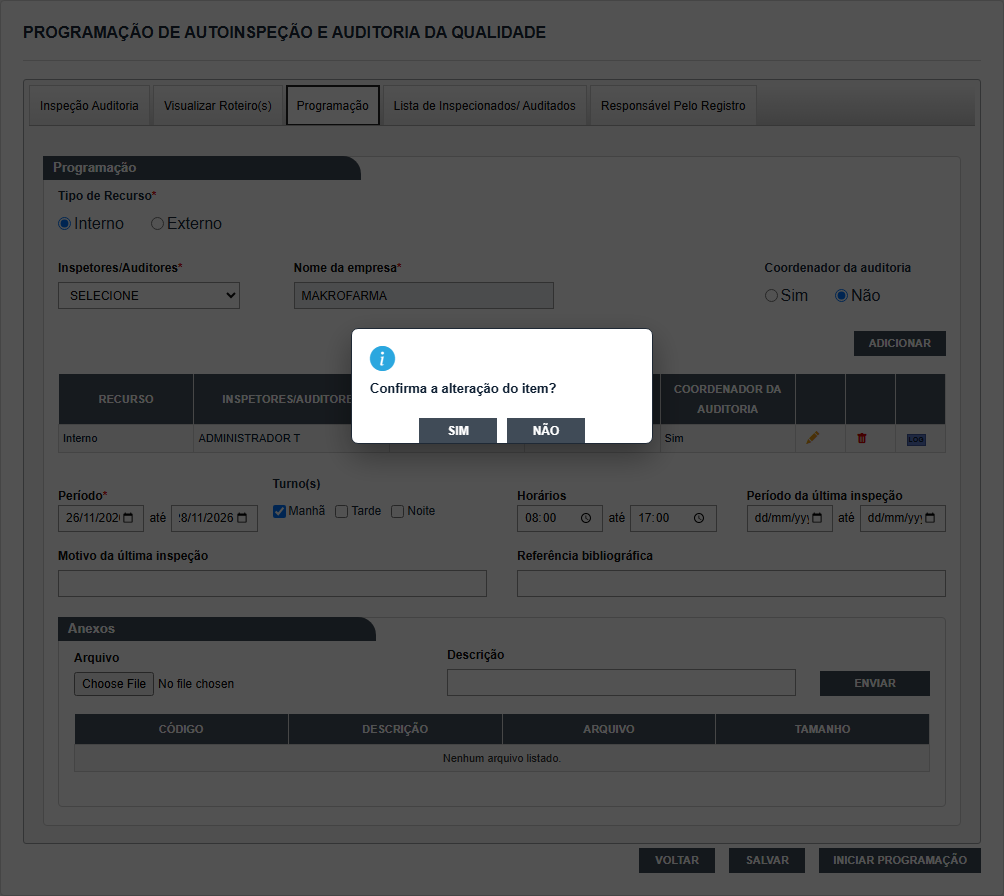 PROGRAMAÇÃO DE AUTOINSPEÇÃO E AUDITORIA DA QUALIDADE
Inspeção Auditoria
Visualizar Roteiro(s)
Programação
Lista de Inspecionados/ Auditados
Responsável Pelo Registro
Programação
Tipo de Recurso*
Interno
Externo
Inspetores/Auditores*
Nome da empresa*
Coordenador da auditoria
SELECIONE
MAKROFARMA
Sim
Não
ADICIONAR
Confirma a alteração do item?
SIM
NÃO
RECURSO
INSPETORES/AUDITORE
COORDENADOR DA
AUDITORIA
Interno
ADMINISTRADOR T
Sim
LOG
Período*
26/11/202
até
28/11/2026
Turno(s)
Manhã
Tarde
Noite
Horários
08:00
até
17:00
Período da última inspeção
dd/mm/yyy
até
dd/mm/yyy
Motivo da última inspeção
Referência bibliográfica
Anexos
Arquivo
Descrição
Choose File
No file chosen
ENVIAR
CÓDIGO
DESCRIÇÃO
ARQUIVO
TAMANHO
Nenhum arquivo listado.
VOLTAR
SALVAR
INICIAR PROGRAMAÇÃO